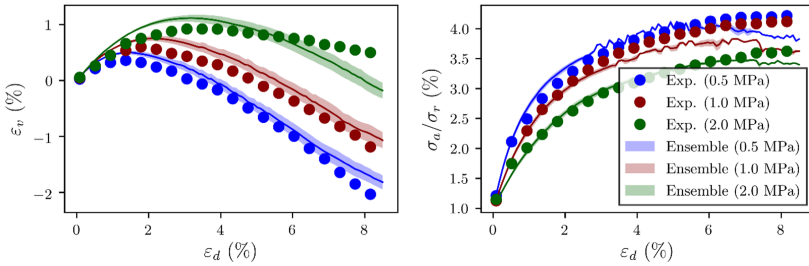 1
0
−1
−2
0
2
4
6
8
ε_v (%)
ε_d (%)
4.0%
3.5%
3.0%
2.5%
2.0%
1.5%
1.0%
0
2
4
6
8
σ_a/σ_r (%)
ε_d (%)
Exp. (0.5 MPa)
Exp. (1.0 MPa)
Exp. (2.0 MPa)
Ensemble (0.5 MPa)
Ensemble (1.0 MPa)
Ensemble (2.0 MPa)